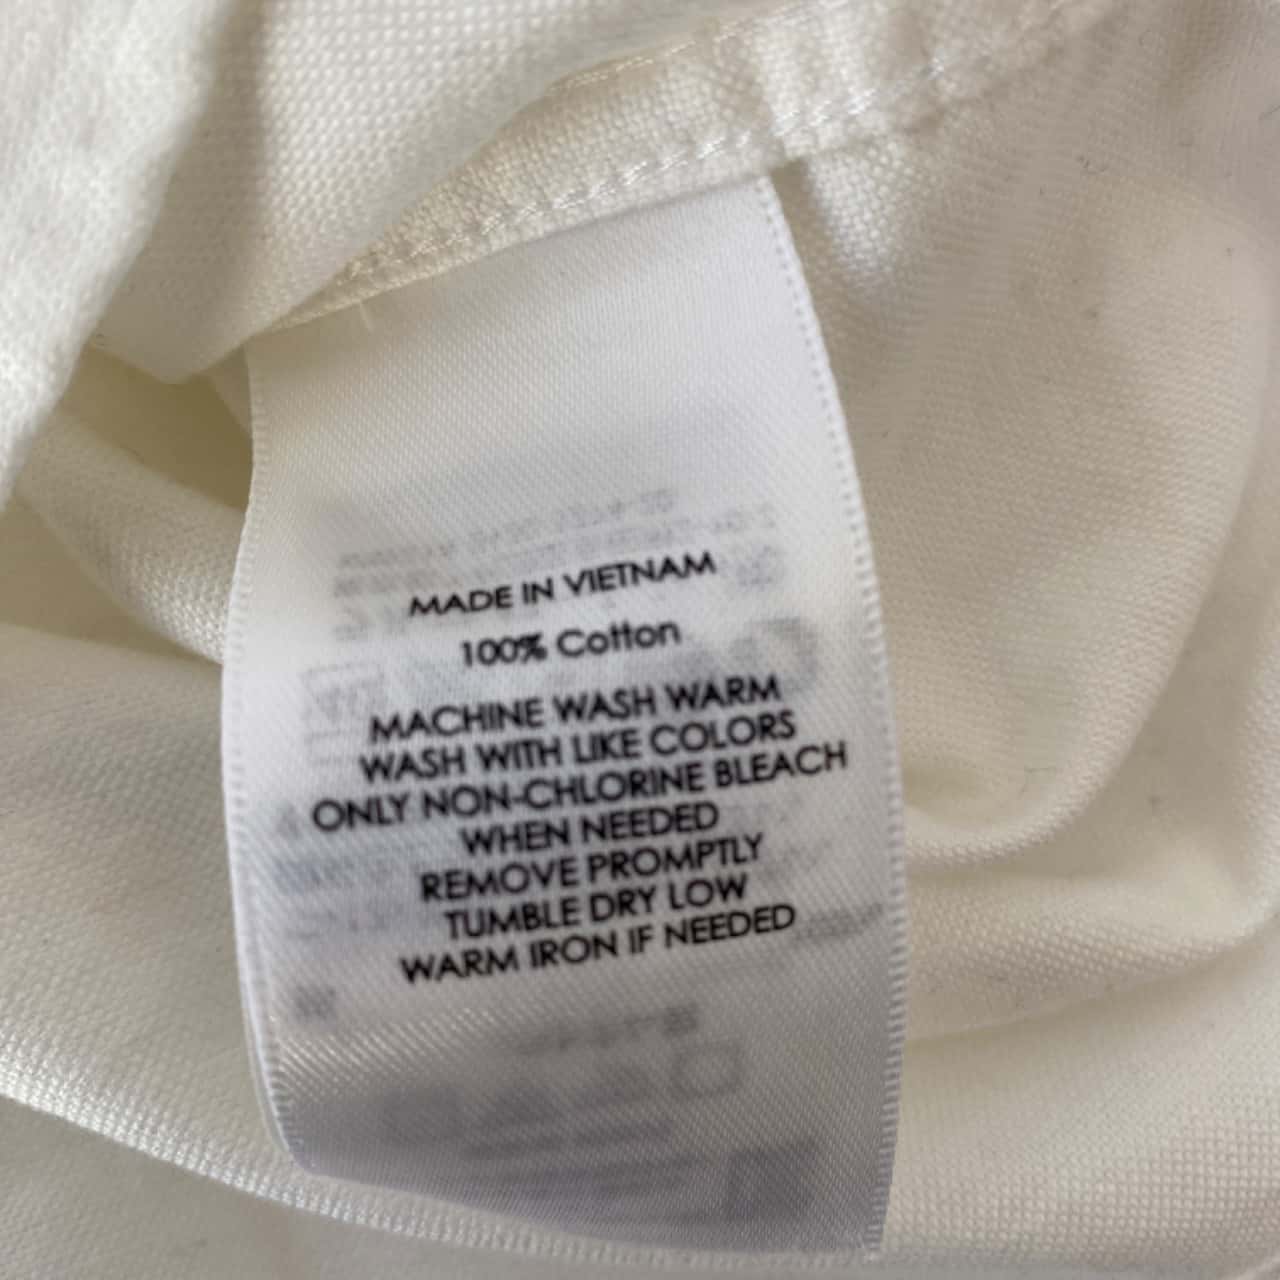 MADE IN VIETNAM
100% Cotton
MACHINE WASH WARM
WASH WITH LIKE COLORS
ONLY NON-CHLORINE BLEACH
WHEN NEEDED
REMOVE PROMPTLY
TUMBLE DRY LOW
WARM IRON IF NEEDED